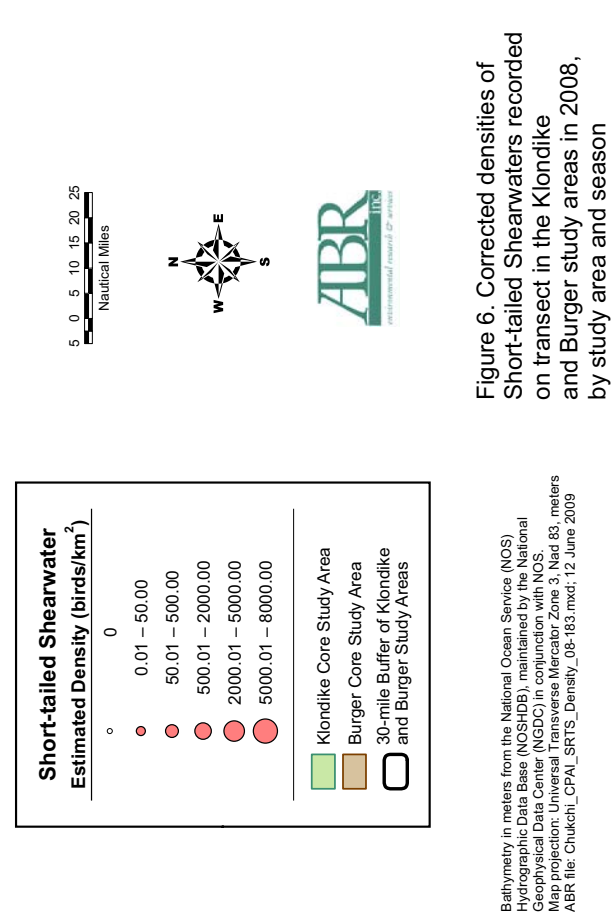 Short-tailed Shearwater
Estimated Density (birds/km²)
0
0.01 – 50.00
50.01 – 500.00
500.01 – 2000.00
2000.01 – 5000.00
5000.01 – 8000.00
Klondike Core Study Area
Burger Core Study Area
30-mile Buffer of Klondike
and Burger Study Areas
5 0 5 10 15 20 25
Nautical Miles
N
W E
S
ABR
inc.
environmental research & services
Bathymetry in meters from the National Ocean Service (NOS)
Hydrographic Data Base (NOSHDB), maintained by the National
Geophysical Data Center (NGDC) in conjunction with NOS.
Map projection: Universal Transverse Mercator Zone 3, Nad 83, meters
ABR file: Chukchi_CPAI_SRTS_Density_08-183.mxd; 12 June 2009
Figure 6. Corrected densities of
Short-tailed Shearwaters recorded
on transect in the Klondike
and Burger study areas in 2008,
by study area and season